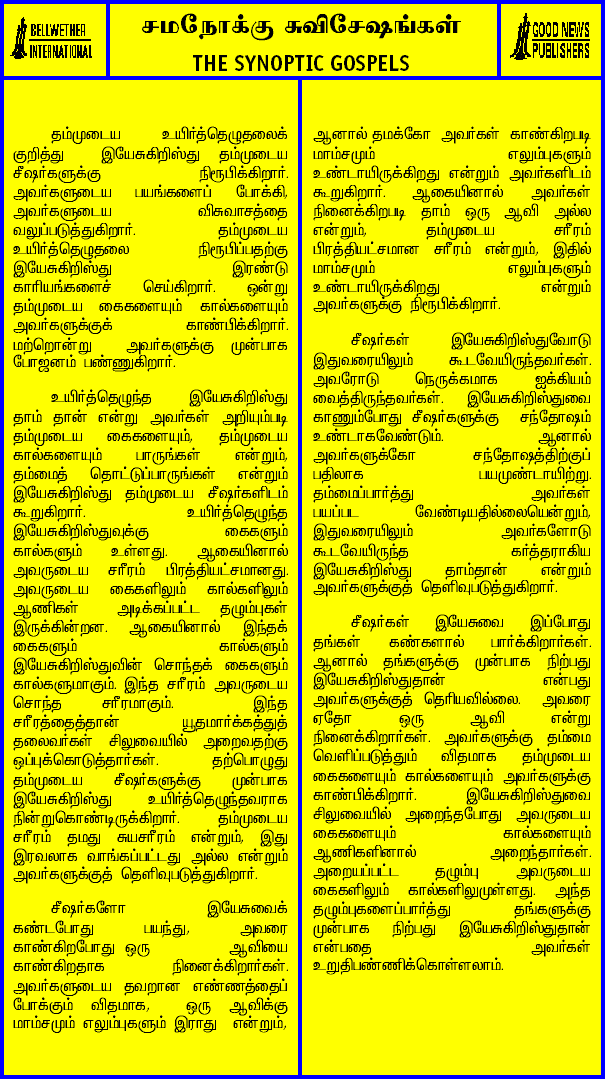 BELLWETHER
INTERNATIONAL
சமநோக்கு சுவிசேஷங்கள்
THE SYNOPTIC GOSPELS
GOOD NEWS
PUBLISHERS
தம்முடைய உயிர்த்தெழுதலைக்
குறித்து இயேசுகிறிஸ்து தம்முடைய
சீஷர்களுக்கு நிரூபிக்கிறார்.
அவர்களுடைய பயங்களைப் போக்கி,
அவர்களுடைய விசுவாசத்தை
வலுப்படுத்துகிறார். தம்முடைய
உயிர்த்தெழுதலை நிரூபிப்பதற்கு
இயேசுகிறிஸ்து இரண்டு
காரியங்களைச் செய்கிறார். ஒன்று
தம்முடைய கைகளையும் கால்களையும்
அவர்களுக்குக் காண்பிக்கிறார்.
மற்றொன்று அவர்களுக்கு முன்பாக
போஜனம் பண்ணுகிறார்.
உயிர்த்தெழுந்த இயேசுகிறிஸ்து
தாம் தான் என்று அவர்கள் அறியும்படி
தம்முடைய கைகளையும், தம்முடைய
கால்களையும் பாருங்கள் என்றும்,
தம்மைத் தொட்டுப்பாருங்கள் என்றும்
இயேசுகிறிஸ்து தம்முடைய சீஷர்களிடம்
கூறுகிறார். உயிர்த்தெழுந்த
இயேசுகிறிஸ்துவுக்கு கைகளும்
கால்களும் உள்ளது. ஆகையினால்
அவருடைய சரீரம் பிரத்தியட்சமானது.
அவருடைய கைகளிலும் கால்களிலும்
ஆணிகள் அடிக்கப்பட்ட தழும்புகள்
இருக்கின்றன. ஆகையினால் இந்தக்
கைகளும் கால்களும்
இயேசுகிறிஸ்துவின் சொந்தக் கைகளும்
கால்களுமாகும். இந்த சரீரம் அவருடைய
சொந்த சரீரமாகும். இந்த
சரீரத்தைத்தான் யூதமார்க்கத்துத்
தலைவர்கள் சிலுவையில் அறைவதற்கு
ஒப்புக்கொடுத்தார்கள். தற்பொழுது
தம்முடைய சீஷர்களுக்கு முன்பாக
இயேசுகிறிஸ்து உயிர்த்தெழுந்தவராக
நின்றுகொண்டிருக்கிறார். தம்முடைய
சரீரம் தமது சுயசரீரம் என்றும், இது
இரவலாக வாங்கப்பட்டது அல்ல என்றும்
அவர்களுக்குத் தெளிவுபடுத்துகிறார்.
சீஷர்களோ இயேசுவைக்
கண்டபோது பயந்து, அவரை
காண்கிறபோது ஒரு ஆவியை
காண்கிறதாக நினைக்கிறார்கள்.
அவர்களுடைய தவறான எண்ணத்தைப்
போக்கும் விதமாக, ஒரு ஆவிக்கு
மாம்சமும் எலும்புகளும் இராது என்றும்,
ஆனால் தமக்கோ அவர்கள் காண்கிறபடி
மாம்சமும் எலும்புகளும்
உண்டாயிருக்கிறது என்றும் அவர்களிடம்
கூறுகிறார். ஆகையினால் அவர்கள்
நினைக்கிறபடி தாம் ஒரு ஆவி அல்ல
என்றும், தம்முடைய சரீரம்
பிரத்தியட்சமான சரீரம் என்றும், இதில்
மாம்சமும் எலும்புகளும்
உண்டாயிருக்கிறது என்றும்
அவர்களுக்கு நிரூபிக்கிறார்.
சீஷர்கள் இயேசுகிறிஸ்துவோடு
இதுவரையிலும் கூடவேயிருந்தவர்கள்.
அவரோடு நெருக்கமாக ஐக்கியம்
வைத்திருந்தவர்கள். இயேசுகிறிஸ்துவை
காணும்போது சீஷர்களுக்கு சந்தோஷம்
உண்டாகவேண்டும். ஆனால்
அவர்களுக்கோ சந்தோஷத்திற்குப்
பதிலாக பயமுண்டாயிற்று.
தம்மைப்பார்த்து அவர்கள்
பயப்பட வேண்டியதில்லையென்றும்,
இதுவரையிலும் அவர்களோடு
கூடவேயிருந்த கர்த்தராகிய
இயேசுகிறிஸ்து தாம்தான் என்றும்
அவர்களுக்குத் தெளிவுபடுத்துகிறார்.
சீஷர்கள் இயேசுவை இப்போது
தங்கள் கண்களால் பார்க்கிறார்கள்.
ஆனால் தங்களுக்கு முன்பாக நிற்பது
இயேசுகிறிஸ்துதான் என்பது
அவர்களுக்குத் தெரியவில்லை. அவரை
ஏதோ ஒரு ஆவி என்று
நினைக்கிறார்கள். அவர்களுக்கு தம்மை
வெளிப்படுத்தும் விதமாக தம்முடைய
கைகளையும் கால்களையும் அவர்களுக்கு
காண்பிக்கிறார். இயேசுகிறிஸ்துவை
சிலுவையில் அறைந்தபோது அவருடைய
கைகளையும் கால்களையும்
ஆணிகளினால் அறைந்தார்கள்.
அறையப்பட்ட தழும்பு அவருடைய
கைகளிலும் கால்களிலுமுள்ளது. அந்த
தழும்புகளைப்பார்த்து தங்களுக்கு
முன்பாக நிற்பது இயேசுகிறிஸ்துதான்
என்பதை அவர்கள்
உறுதிபண்ணிக்கொள்ளலாம்.